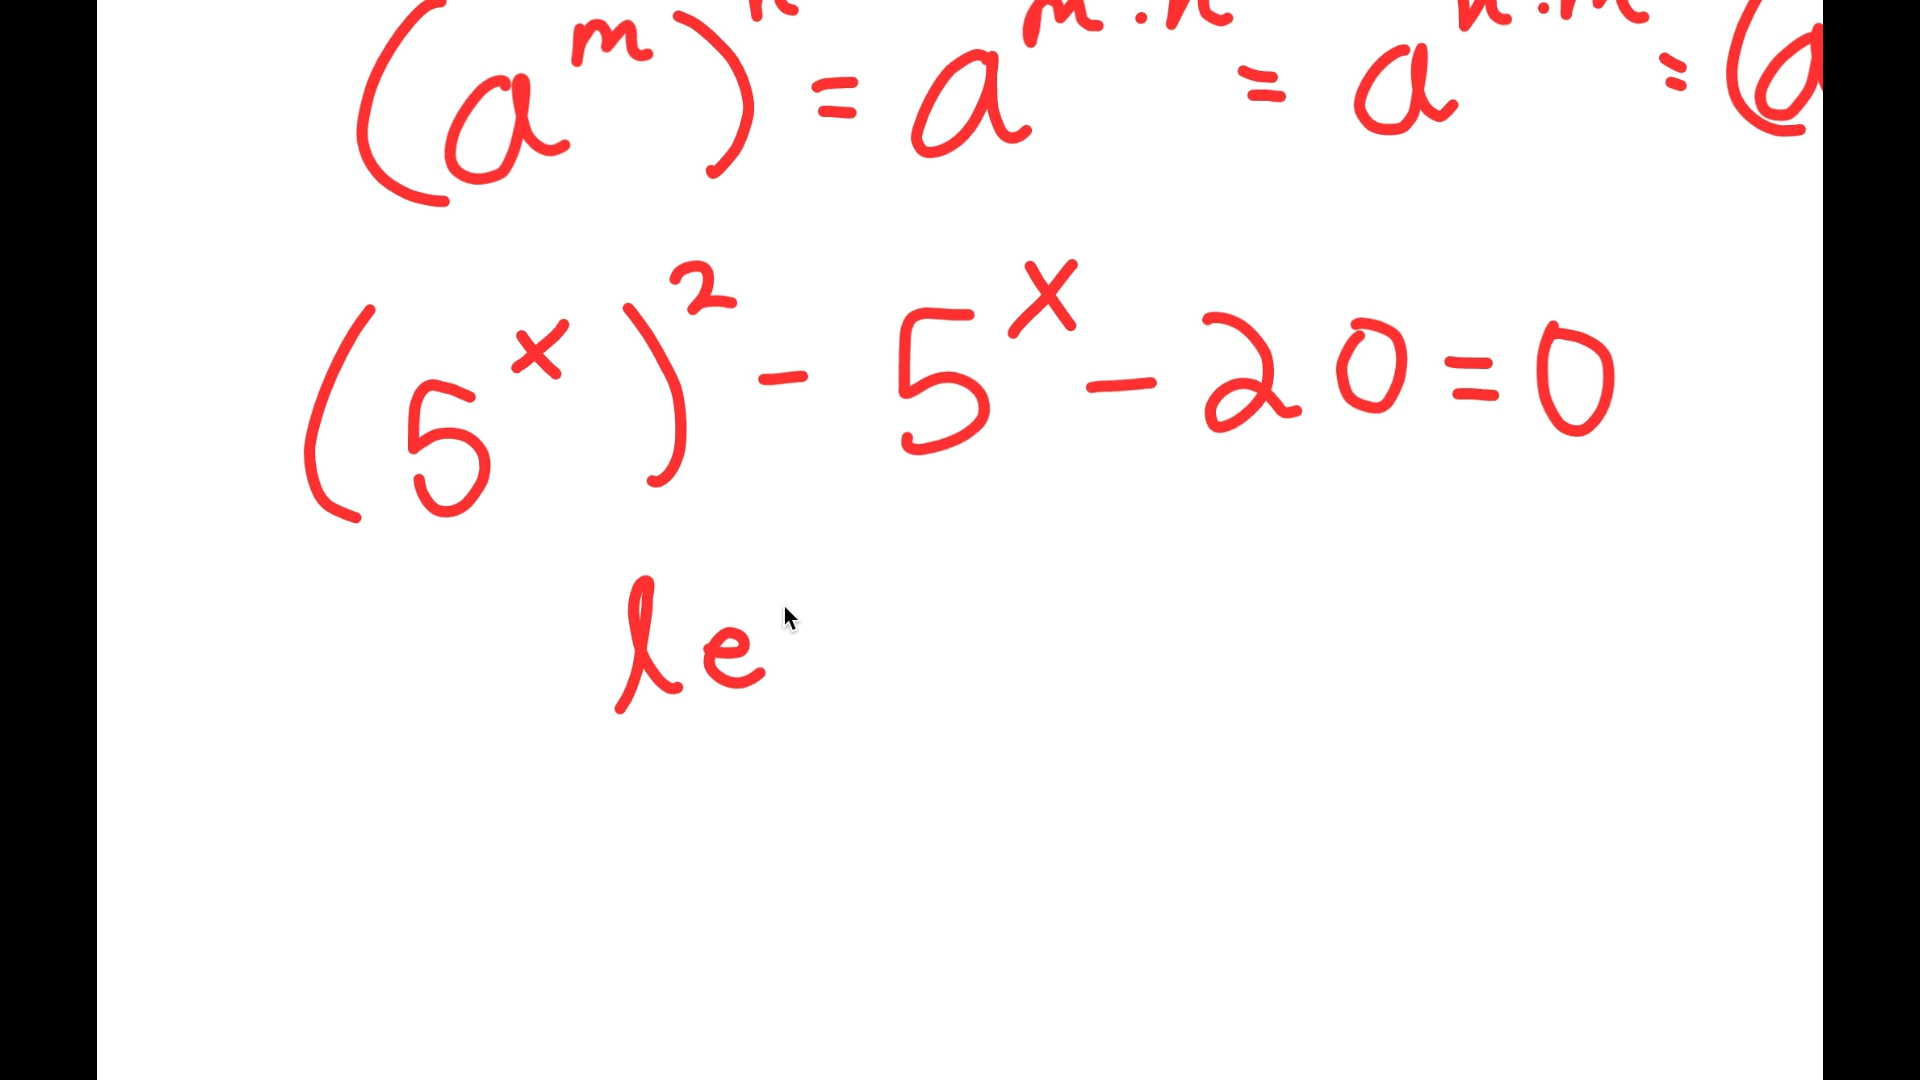 (a^m)^n = a^{m·n} = a^{n·m} = (a
(5^x)^2 - 5^x - 20 = 0
le